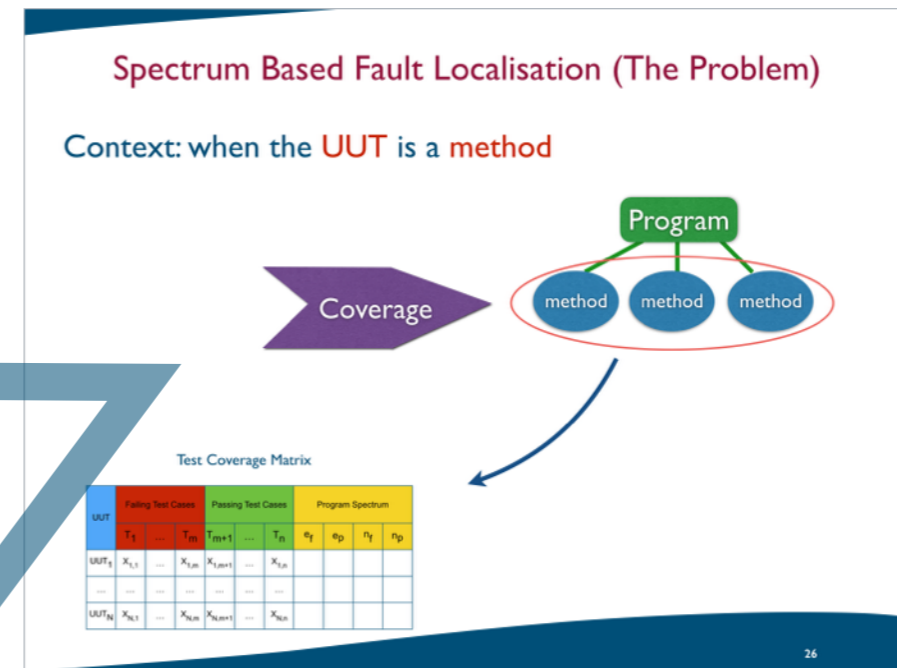 Spectrum Based Fault Localisation (The Problem)
Context: when the UUT is a method
Program
Coverage
method method method
Test Coverage Matrix
UUT Failing Test Cases Passing Test Cases Program Spectrum
T1 ... Tm Tm+1 ... Tn ef ep nf np
UUT1 X1,1 ... X1,m X1,m+1 ... X1,n
... ... ... ... ... ...
UUTN XN,1 ... XN,m XN,m+1 ... XN,n
26